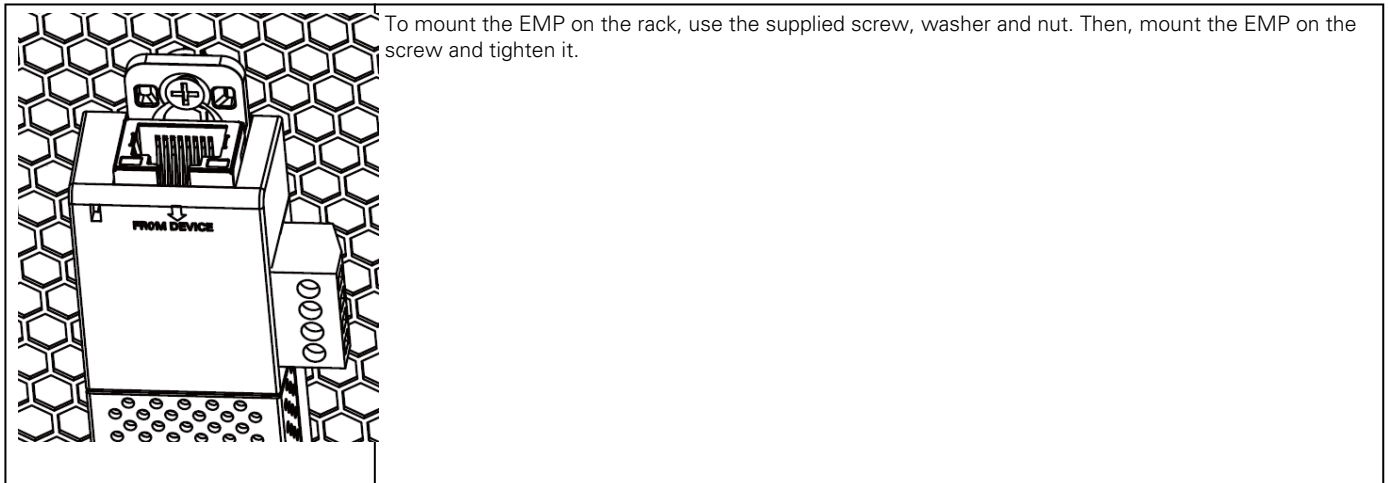 To mount the EMP on the rack, use the supplied screw, washer and nut. Then, mount the EMP on the
screw and tighten it.
FROM DEVICE